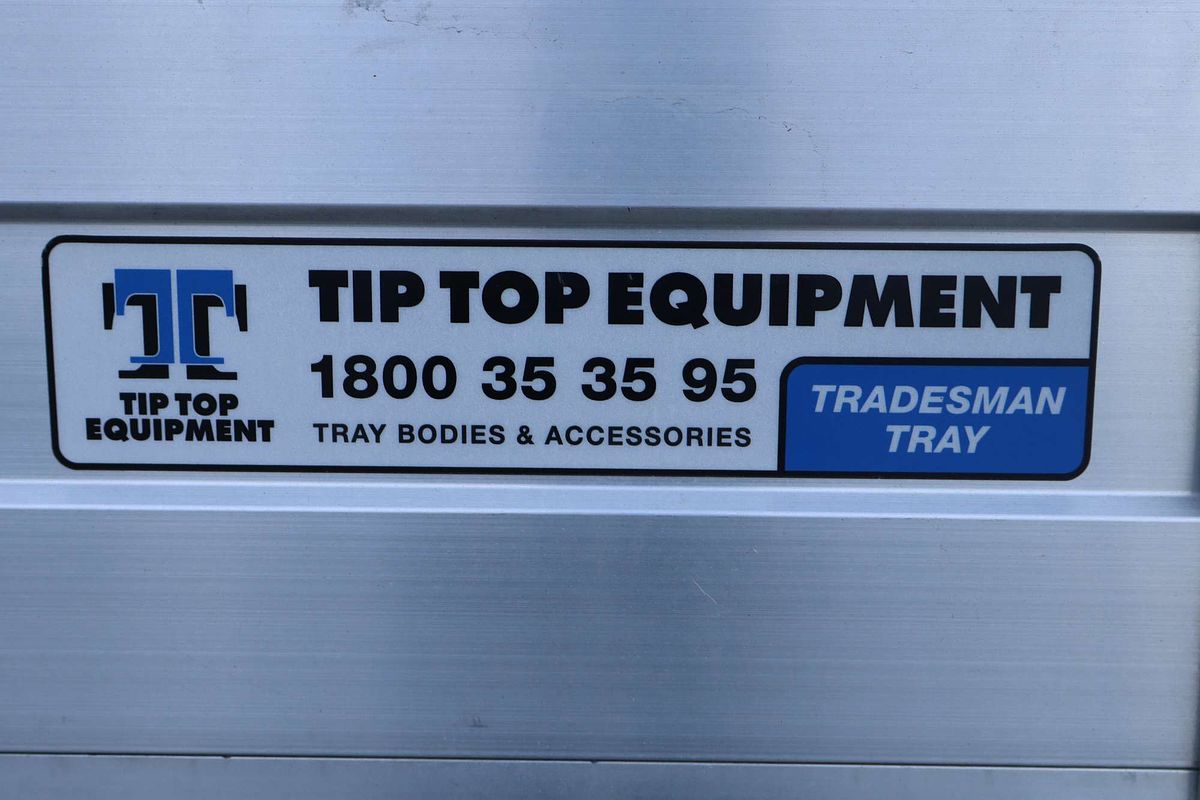 TIP TOP
EQUIPMENT
TIP TOP EQUIPMENT
1800 35 35 95
TRAY BODIES & ACCESSORIES
TRADESMAN
TRAY